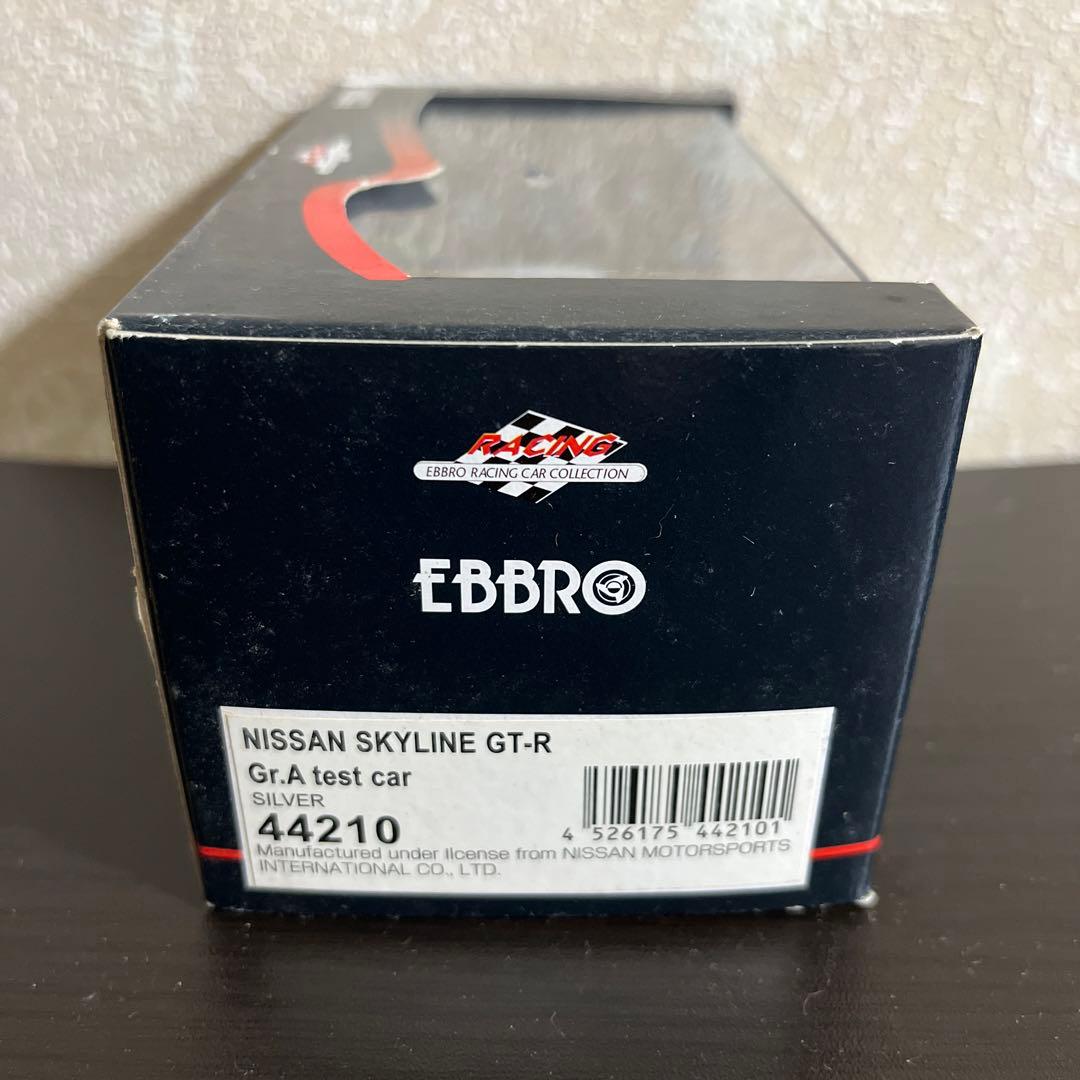 RACING
EBBRO RACING CAR COLLECTION
EBBRO
NISSAN SKYLINE GT-R
Gr.A test car
SILVER
44210
4 526175 442101
Manufactured under license from NISSAN MOTORSPORTS
INTERNATIONAL CO., LTD.